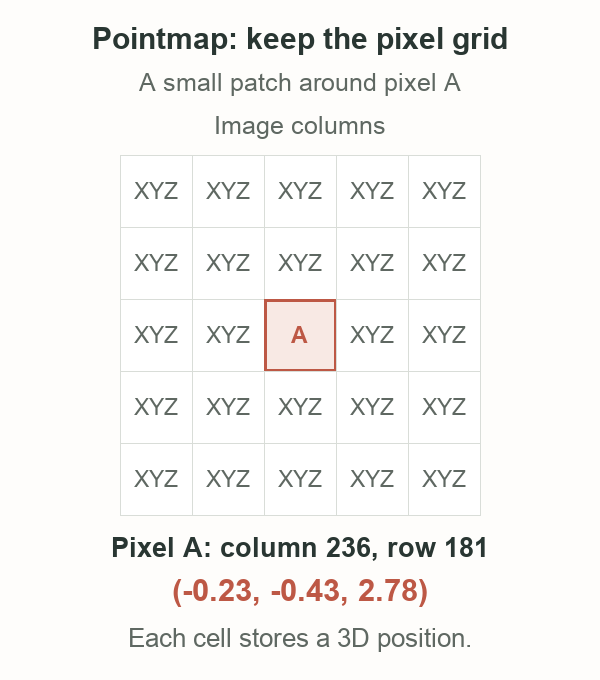 Pointmap: keep the pixel grid
A small patch around pixel A
Image columns
XYZ XYZ XYZ XYZ XYZ
XYZ XYZ XYZ XYZ XYZ
XYZ XYZ A XYZ XYZ
XYZ XYZ XYZ XYZ XYZ
XYZ XYZ XYZ XYZ XYZ
Pixel A: column 236, row 181
(-0.23, -0.43, 2.78)
Each cell stores a 3D position.